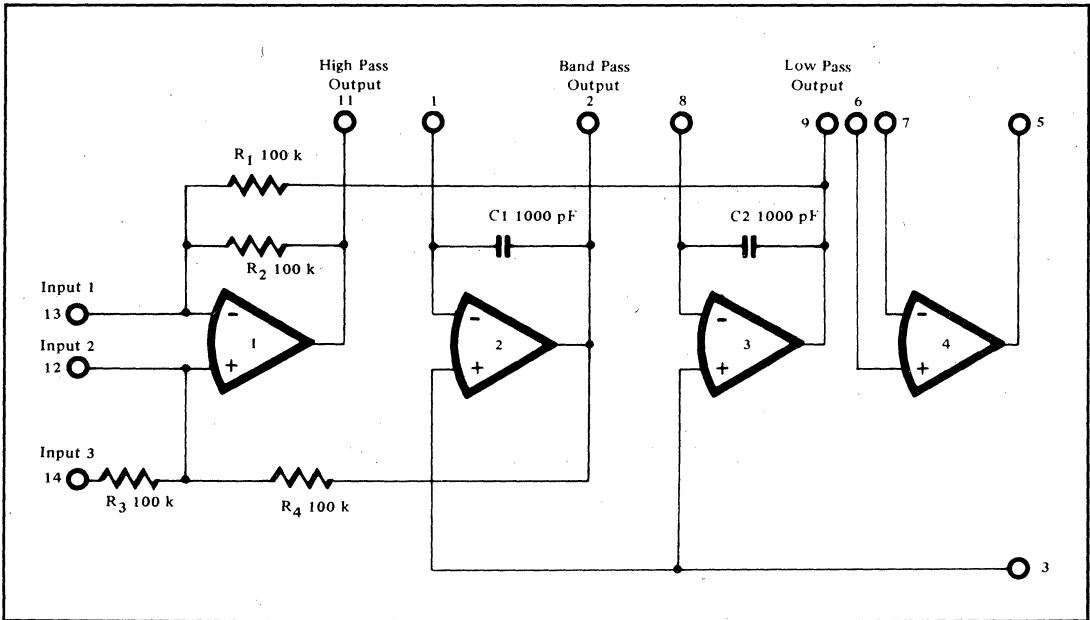 High Pass
Output
11
1
Band Pass
Output
2
8
Low Pass
Output
9
6
7
5
R1 100 k
R2 100 k
C1 1000 pF
C2 1000 pF
Input 1
13
Input 2
12
-
+
1
-
+
2
-
+
3
-
+
4
Input 3
14
R3 100 k
R4 100 k
3